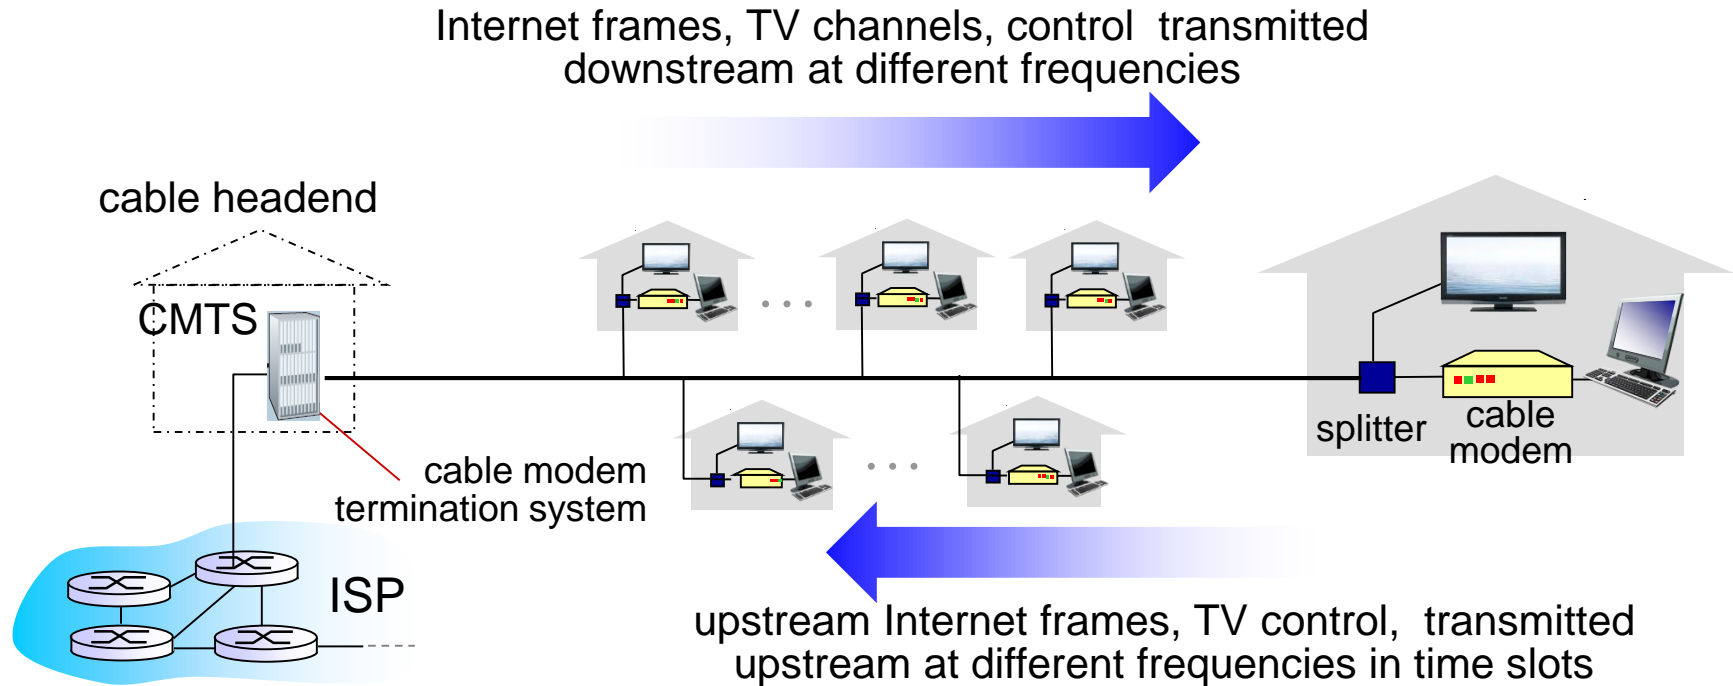 Internet frames, TV channels, control  transmitted
downstream at different frequencies
cable headend
CMTS
splitter
cable
modem
cable modem
termination system
ISP
upstream Internet frames, TV control,  transmitted
upstream at different frequencies in time slots